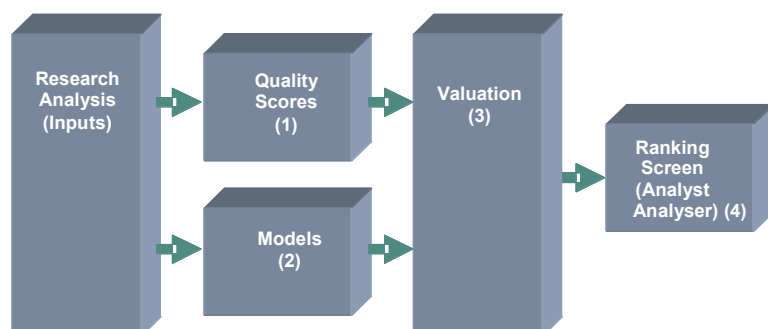 Research
Analysis
(Inputs)
Quality
Scores
(1)
Models
(2)
Valuation
(3)
Ranking
Screen
(Analyst
Analyser) (4)